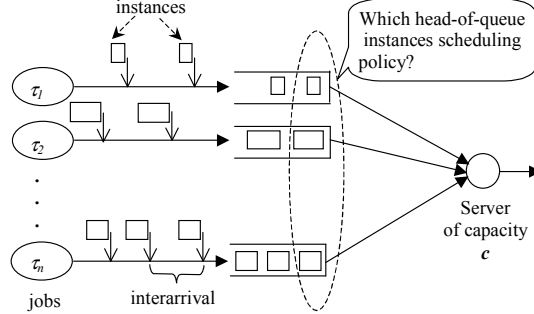 instances
Which head-of-queue
instances scheduling
policy?
τ1
τ2
.
.
.
τn
jobs
interarrival
Server
of capacity
c